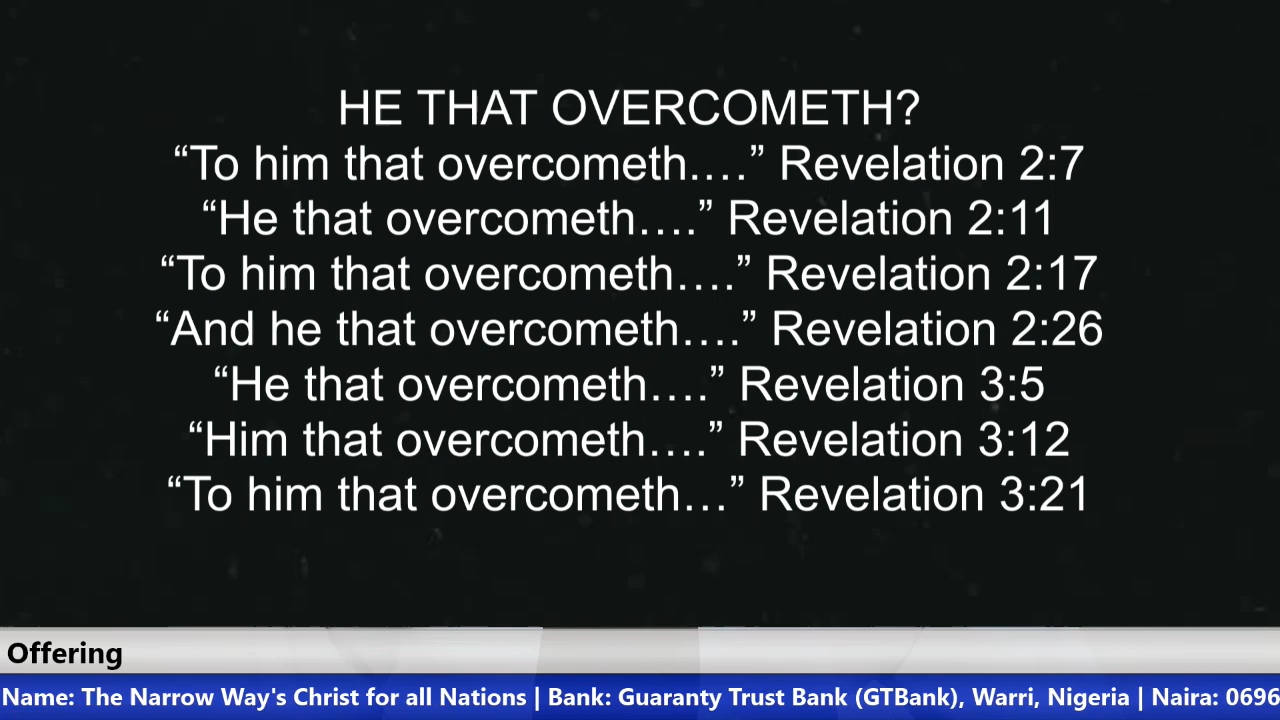 HE THAT OVERCOMETH?
“To him that overcometh….” Revelation 2:7
“He that overcometh….” Revelation 2:11
“To him that overcometh….” Revelation 2:17
“And he that overcometh….” Revelation 2:26
“He that overcometh….” Revelation 3:5
“Him that overcometh….” Revelation 3:12
“To him that overcometh…” Revelation 3:21
Offering
Name: The Narrow Way's Christ for all Nations | Bank: Guaranty Trust Bank (GTBank), Warri, Nigeria | Naira: 0696